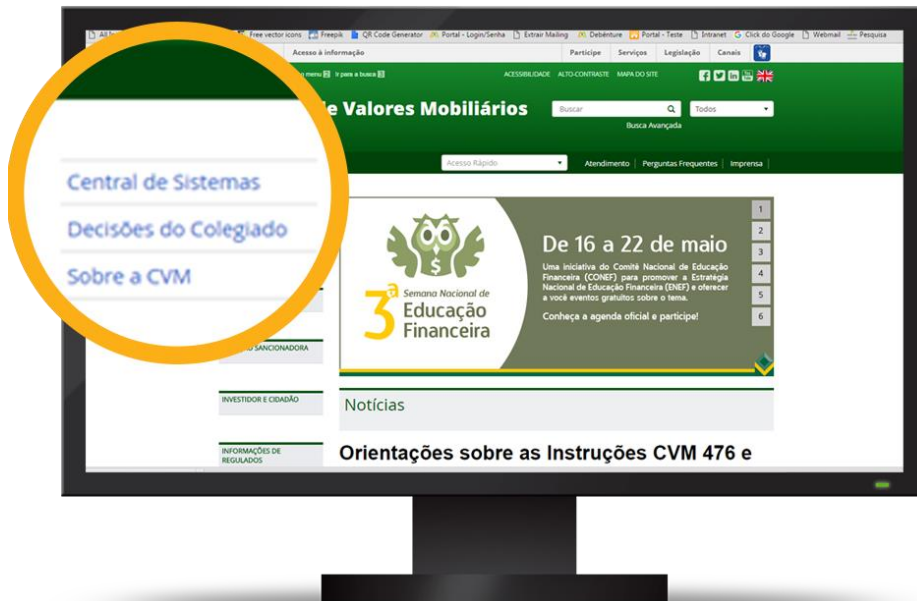 Free vector icons Freepik QR Code Generator Portal - Login/Senha Extrair Mailing Debênture Portal - Teste Intranet Click do Google Webmail Pesquisa
Acesso à informação Participe Serviços Legislação Canais
menu Ir para a busca ACESSIBILIDADE ALTO-CONTRASTE MAPA DO SITE
de Valores Mobiliários Buscar Todos
Busca Avançada
Acesso Rápido Atendimento Perguntas Frequentes Imprensa
Central de Sistemas
Decisões do Colegiado
Sobre a CVM
3ª Semana Nacional de
Educação
Financeira
De 16 a 22 de maio
Uma iniciativa do Comitê Nacional de Educação
Financeira (CONEF) para promover a Estratégia
Nacional de Educação Financeira (ENEF) e oferecer
a você eventos gratuitos sobre o tema.
Conheça a agenda oficial e participe!
1
2
3
4
5
6
SANCIONADORA
INVESTIDOR E CIDADÃO
Notícias
INFORMAÇÕES DE
REGULADOS
Orientações sobre as Instruções CVM 476 e